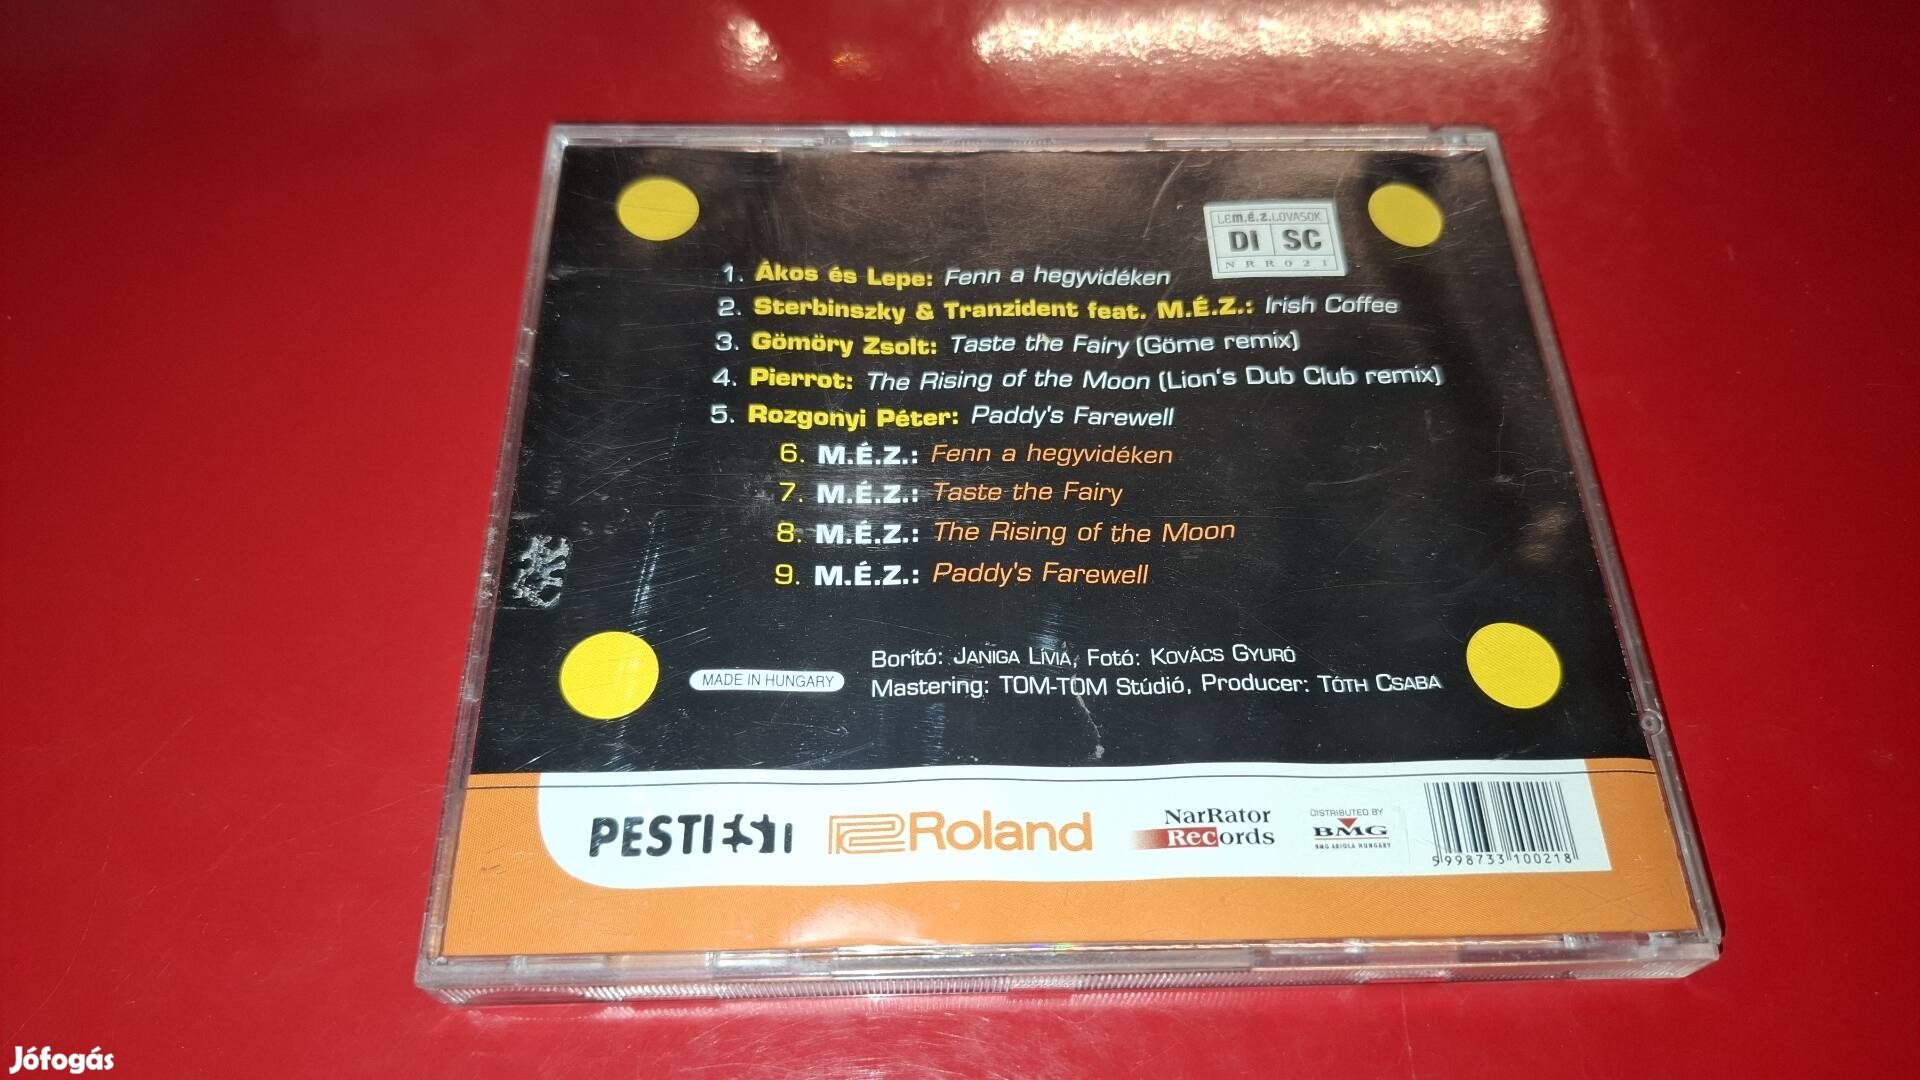 LEM.É.Z.LOVASOK
DI SC
NRR021
1. Ákos és Lepe: Fenn a hegyvidéken
2. Sterbinszky & Tranzident feat. M.É.Z.: Irish Coffee
3. Gömöry Zsolt: Taste the Fairy (Göme remix)
4. Pierrot: The Rising of the Moon (Lion's Dub Club remix)
5. Rozgonyi Péter: Paddy's Farewell
6. M.É.Z.: Fenn a hegyvidéken
7. M.É.Z.: Taste the Fairy
8. M.É.Z.: The Rising of the Moon
9. M.É.Z.: Paddy's Farewell
Borító: JANIGA LÍVIA, Fotó: KOVÁCS GYURÓ
MADE IN HUNGARY
Mastering: TOM-TOM Stúdió, Producer: TÓTH CSABA
PESTI
Roland
NarRator
Records
DISTRIBUTED BY
BMG
BMG ARIOLA HUNGARY
5 998733 100218
Jófogás